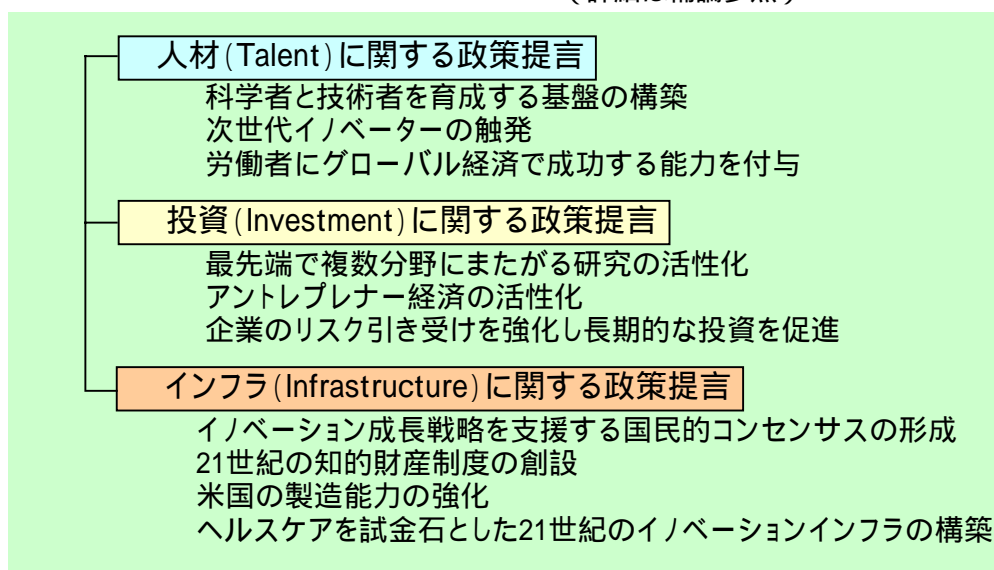 (詳細は補論参照)
人材(Talent)に関する政策提言
科学者と技術者を育成する基盤の構築
次世代イノベーターの触発
労働者にグローバル経済で成功する能力を付与
投資(Investment)に関する政策提言
最先端で複数分野にまたがる研究の活性化
アントレプレナー経済の活性化
企業のリスク引き受けを強化し長期的な投資を促進
インフラ(Infrastructure)に関する政策提言
イノベーション成長戦略を支援する国民的コンセンサスの形成
21世紀の知的財産制度の創設
米国の製造能力の強化
ヘルスケアを試金石とした21世紀のイノベーションインフラの構築